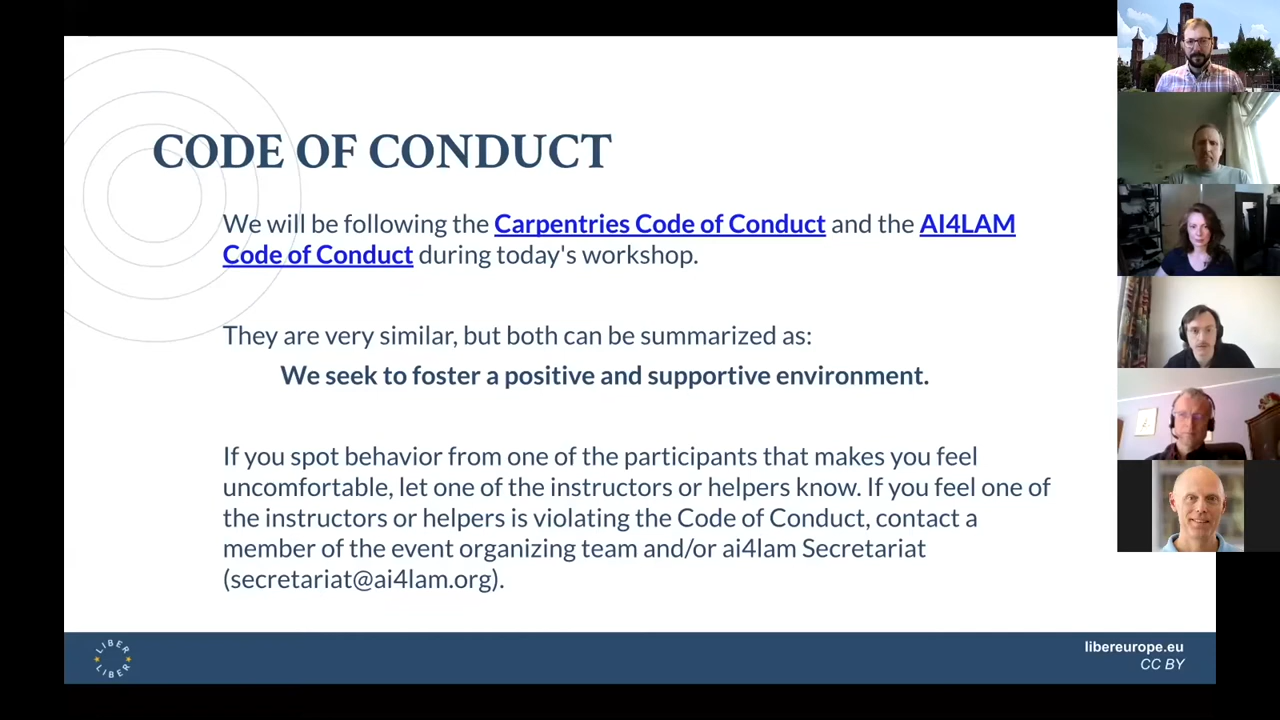 CODE OF CONDUCT
We will be following the Carpentries Code of Conduct and the AI4LAM
Code of Conduct during today's workshop.
They are very similar, but both can be summarized as:
We seek to foster a positive and supportive environment.
If you spot behavior from one of the participants that makes you feel
uncomfortable, let one of the instructors or helpers know. If you feel one of
the instructors or helpers is violating the Code of Conduct, contact a
member of the event organizing team and/or ai4lam Secretariat
(secretariat@ai4lam.org).
LIBER
LIBER
libereurope.eu
CC BY